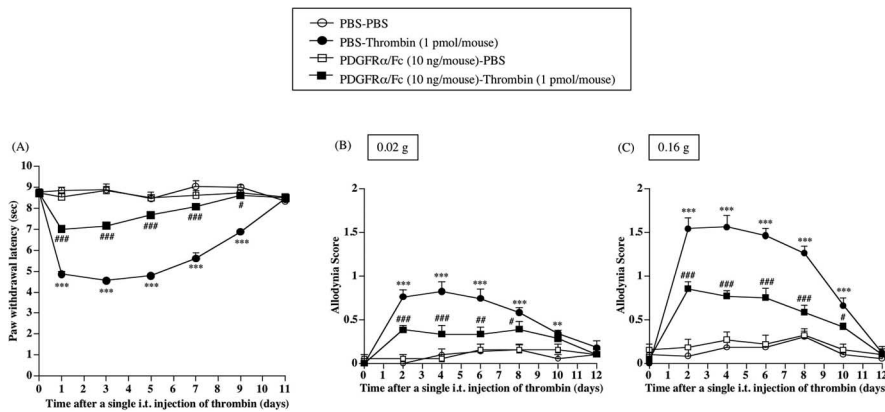 PBS-PBS
PBS-Thrombin (1 pmol/mouse)
PDGFRα/Fc (10 ng/mouse)-PBS
PDGFRα/Fc (10 ng/mouse)-Thrombin (1 pmol/mouse)
(A)
Paw withdrawal latency (sec)
10
9
8
7
6
5
4
3
2
1
0
###
###
###
###
#
***
***
***
***
***
0 1 3 5 7 9 11
Time after a single i.t. injection of thrombin (days)
(B)
0.02 g
Allodynia Score
2
1.5
1
0.5
0
***
***
***
***
**
###
###
##
#
0 2 4 6 8 10 12
Time after a single i.t. injection of thrombin (days)
(C)
0.16 g
Allodynia Score
2
1.5
1
0.5
0
***
***
***
***
***
###
###
###
###
#
0 2 4 6 8 10 12
Time after a single i.t. injection of thrombin (days)